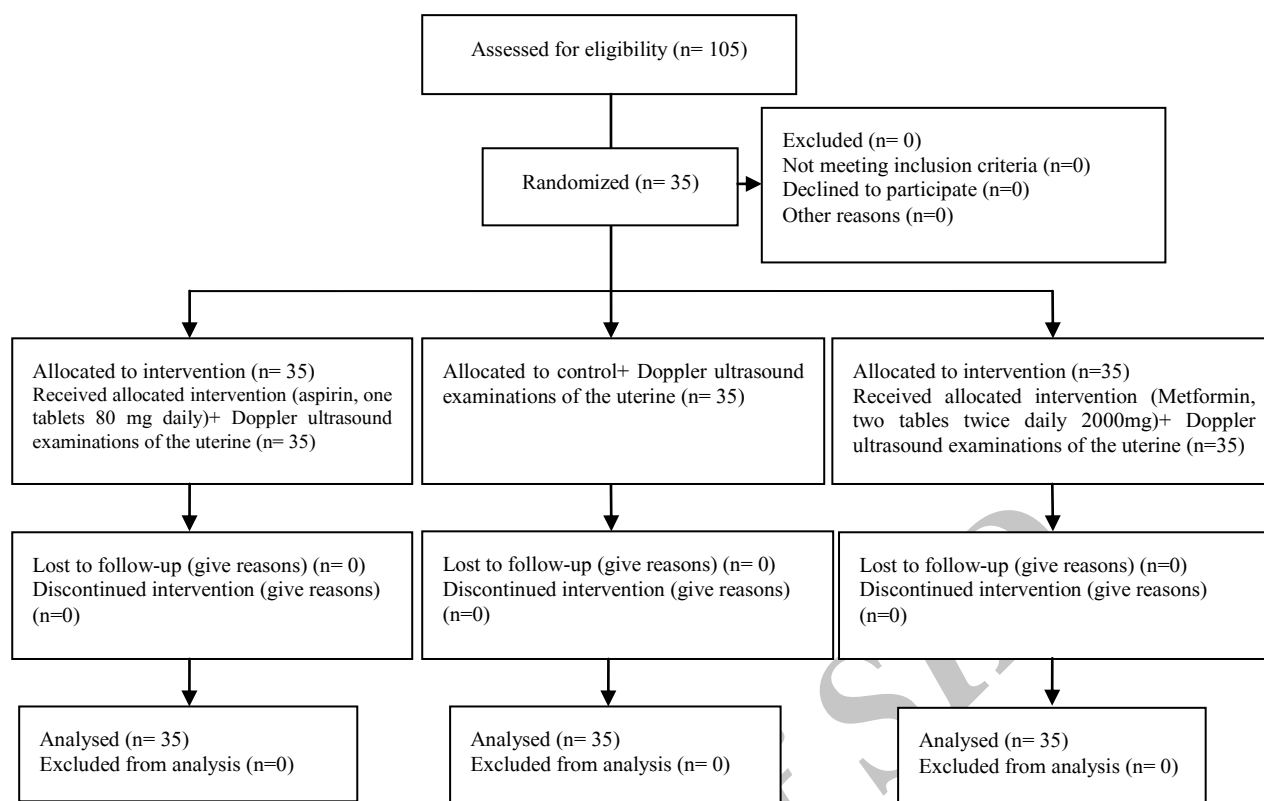 Assessed for eligibility (n= 105)
Excluded (n= 0)
Not meeting inclusion criteria (n=0)
Declined to participate (n=0)
Other reasons (n=0)
Randomized (n= 35)
Allocated to intervention (n= 35)
Received allocated intervention (aspirin, one
tablets 80 mg daily)+ Doppler ultrasound
examinations of the uterine (n= 35)
Allocated to control+ Doppler ultrasound
examinations of the uterine (n= 35)
Allocated to intervention (n=35)
Received allocated intervention (Metformin,
two tables twice daily 2000mg)+ Doppler
ultrasound examinations of the uterine (n=35)
Lost to follow-up (give reasons) (n= 0)
Discontinued intervention (give reasons)
(n=0)
Lost to follow-up (give reasons) (n= 0)
Discontinued intervention (give reasons)
(n=0)
Lost to follow-up (give reasons) (n=0)
Discontinued intervention (give reasons)
(n=0)
Analysed (n= 35)
Excluded from analysis (n=0)
Analysed (n= 35)
Excluded from analysis (n= 0)
Analysed (n= 35)
Excluded from analysis (n= 0)